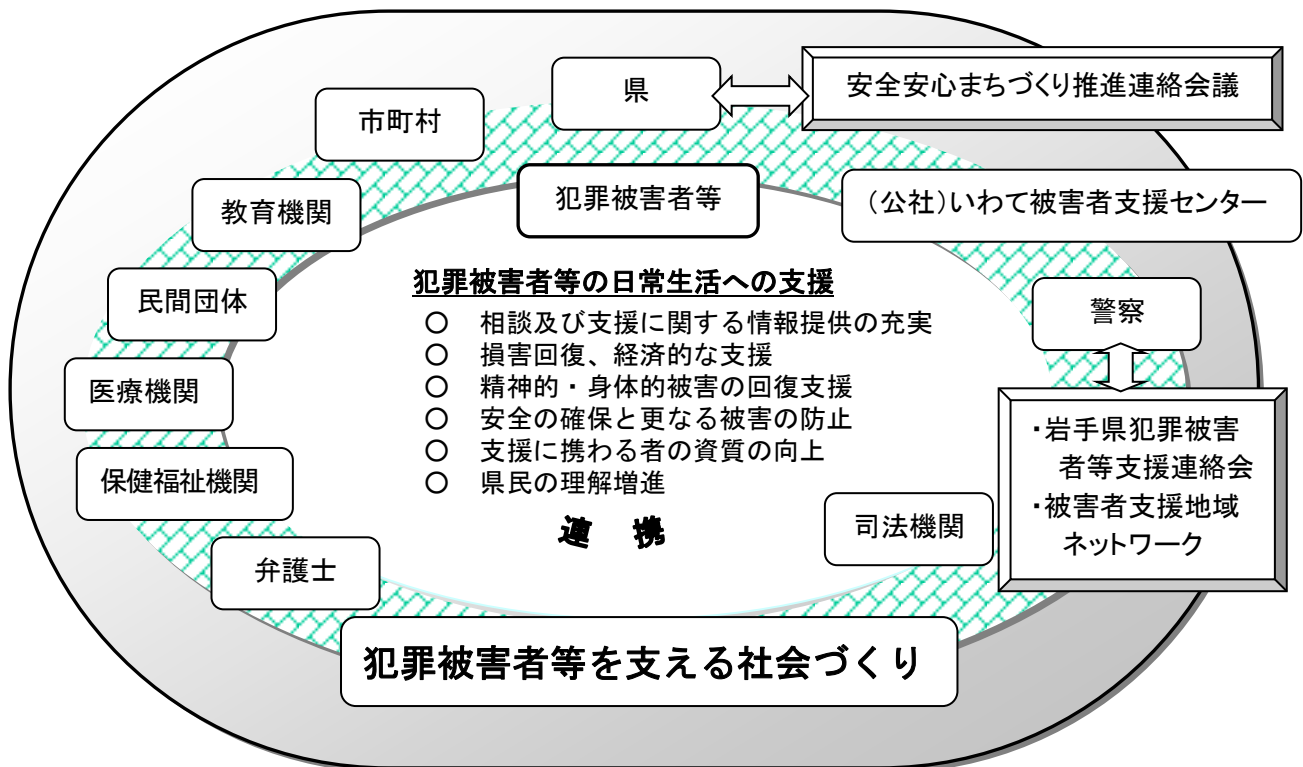 県
安全安心まちづくり推進連絡会議
市町村
犯罪被害者等
（公社）いわて被害者支援センター
教育機関
犯罪被害者等の日常生活への支援
民間団体
警察
○ 相談及び支援に関する情報提供の充実
○ 損害回復、経済的な支援
○ 精神的・身体的被害の回復支援
○ 安全の確保と更なる被害の防止
○ 支援に携わる者の資質の向上
○ 県民の理解増進
医療機関
・岩手県犯罪被害
者等支援連絡会
・被害者支援地域
ネットワーク
保健福祉機関
連 携
司法機関
弁護士
犯罪被害者等を支える社会づくり